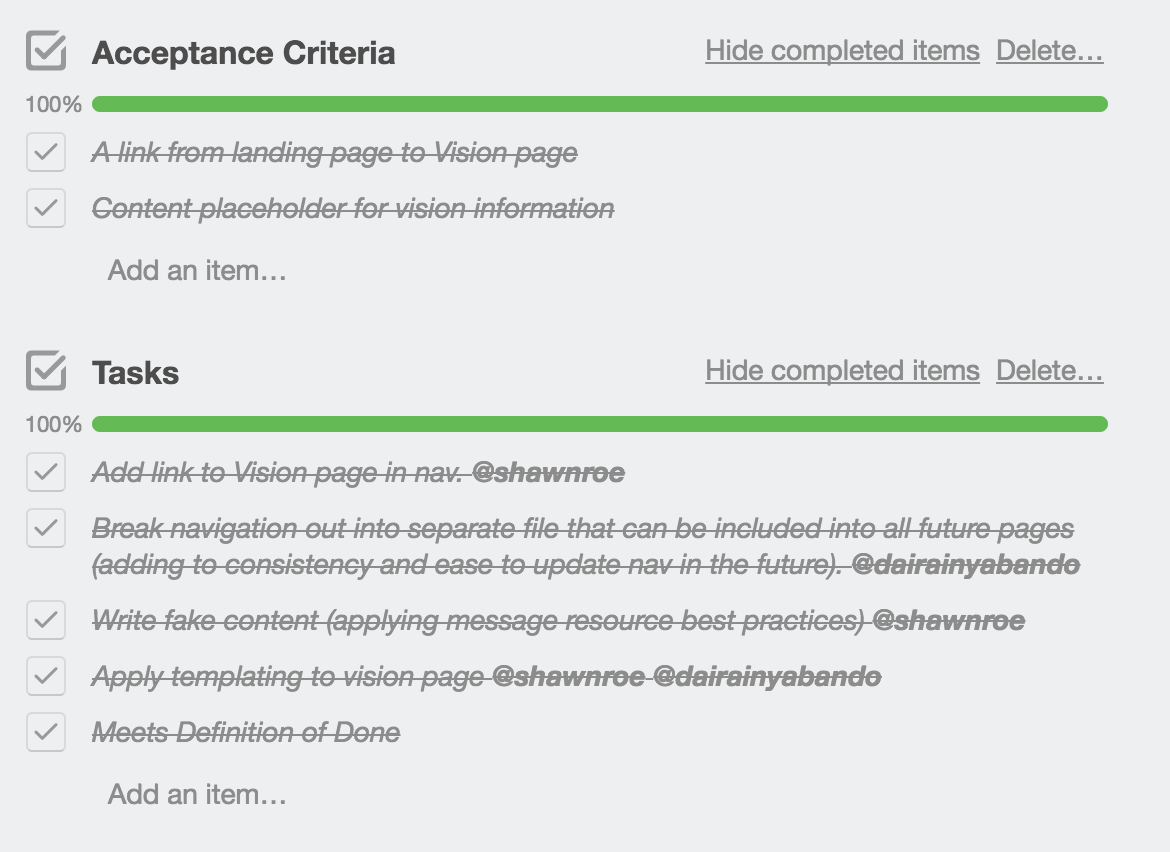 Acceptance Criteria Hide completed items Delete…
100%
A link from landing page to Vision page
Content placeholder for vision information
Add an item…
Tasks Hide completed items Delete…
100%
Add link to Vision page in nav. @shawnroe
Break navigation out into separate file that can be included into all future pages
(adding to consistency and ease to update nav in the future). @dairainyabando
Write fake content (applying message resource best practices) @shawnroe
Apply templating to vision page @shawnroe @dairainyabando
Meets Definition of Done
Add an item…